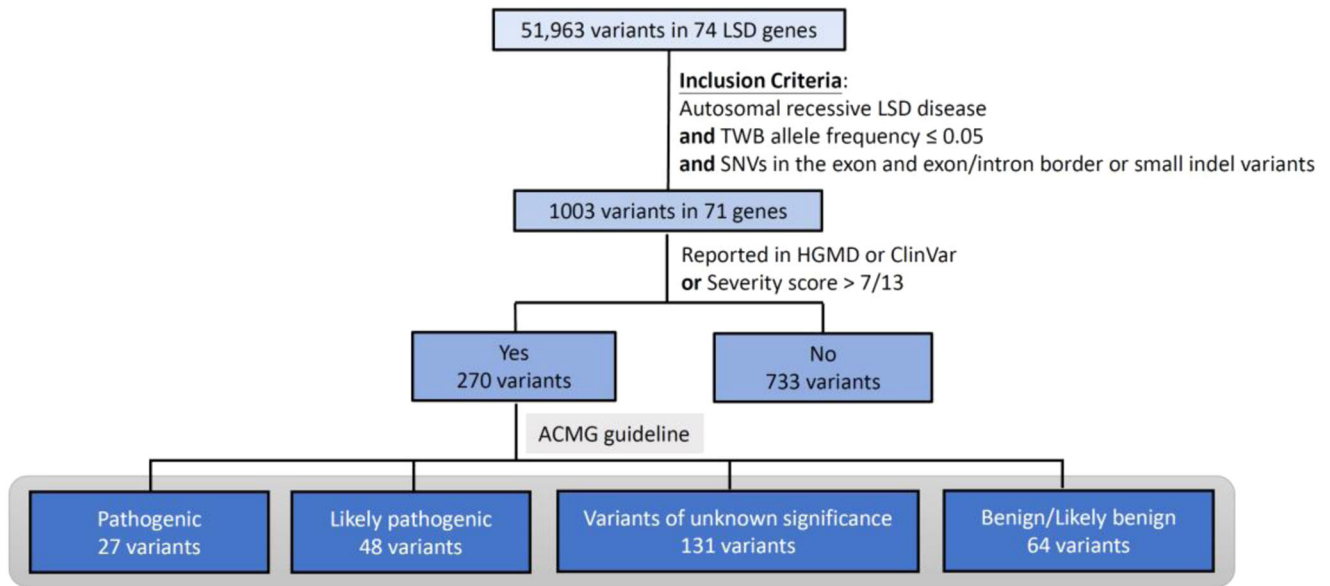 51,963 variants in 74 LSD genes
Inclusion Criteria:
Autosomal recessive LSD disease
and TWB allele frequency ≤ 0.05
and SNVs in the exon and exon/intron border or small indel variants
1003 variants in 71 genes
Reported in HGMD or ClinVar
or Severity score > 7/13
Yes
270 variants
No
733 variants
ACMG guideline
Pathogenic
27 variants
Likely pathogenic
48 variants
Variants of unknown significance
131 variants
Benign/Likely benign
64 variants